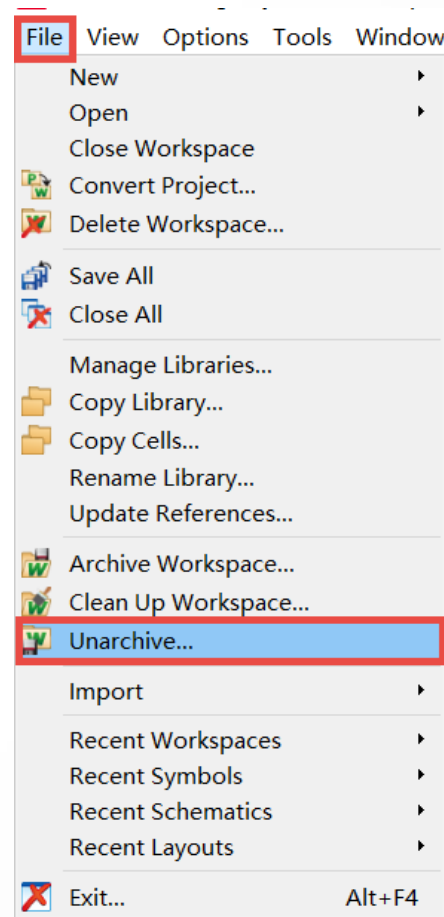 File View Options Tools Window
New
Open
Close Workspace
Convert Project...
Delete Workspace...
Save All
Close All
Manage Libraries...
Copy Library...
Copy Cells...
Rename Library...
Update References...
Archive Workspace...
Clean Up Workspace...
Unarchive...
Import
Recent Workspaces
Recent Symbols
Recent Schematics
Recent Layouts
Exit... Alt+F4